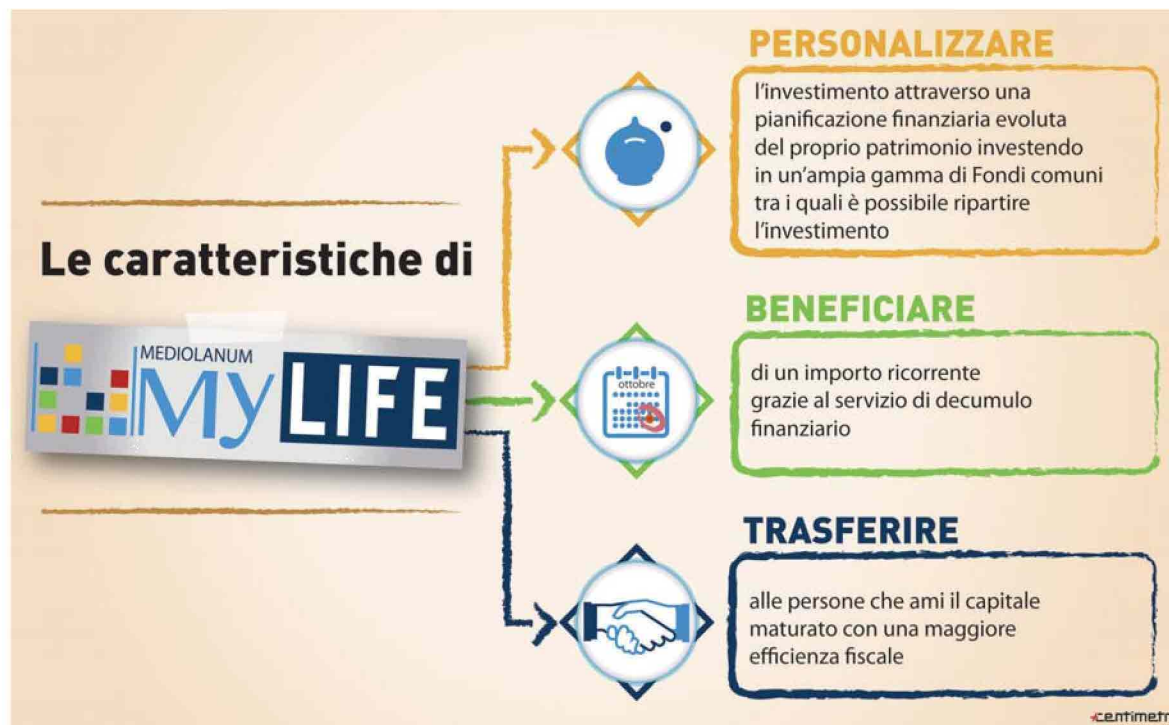 Le caratteristiche di
MEDIOLANUM
My LIFE
PERSONALIZZARE
l'investimento attraverso una
pianificazione finanziaria evoluta
del proprio patrimonio investendo
in un'ampia gamma di Fondi comuni
tra i quali è possibile ripartire
l'investimento
BENEFICIARE
ottobre
di un importo ricorrente
grazie al servizio di decumulo
finanziario
TRASFERIRE
alle persone che ami il capitale
maturato con una maggiore
efficienza fiscale
centimetr